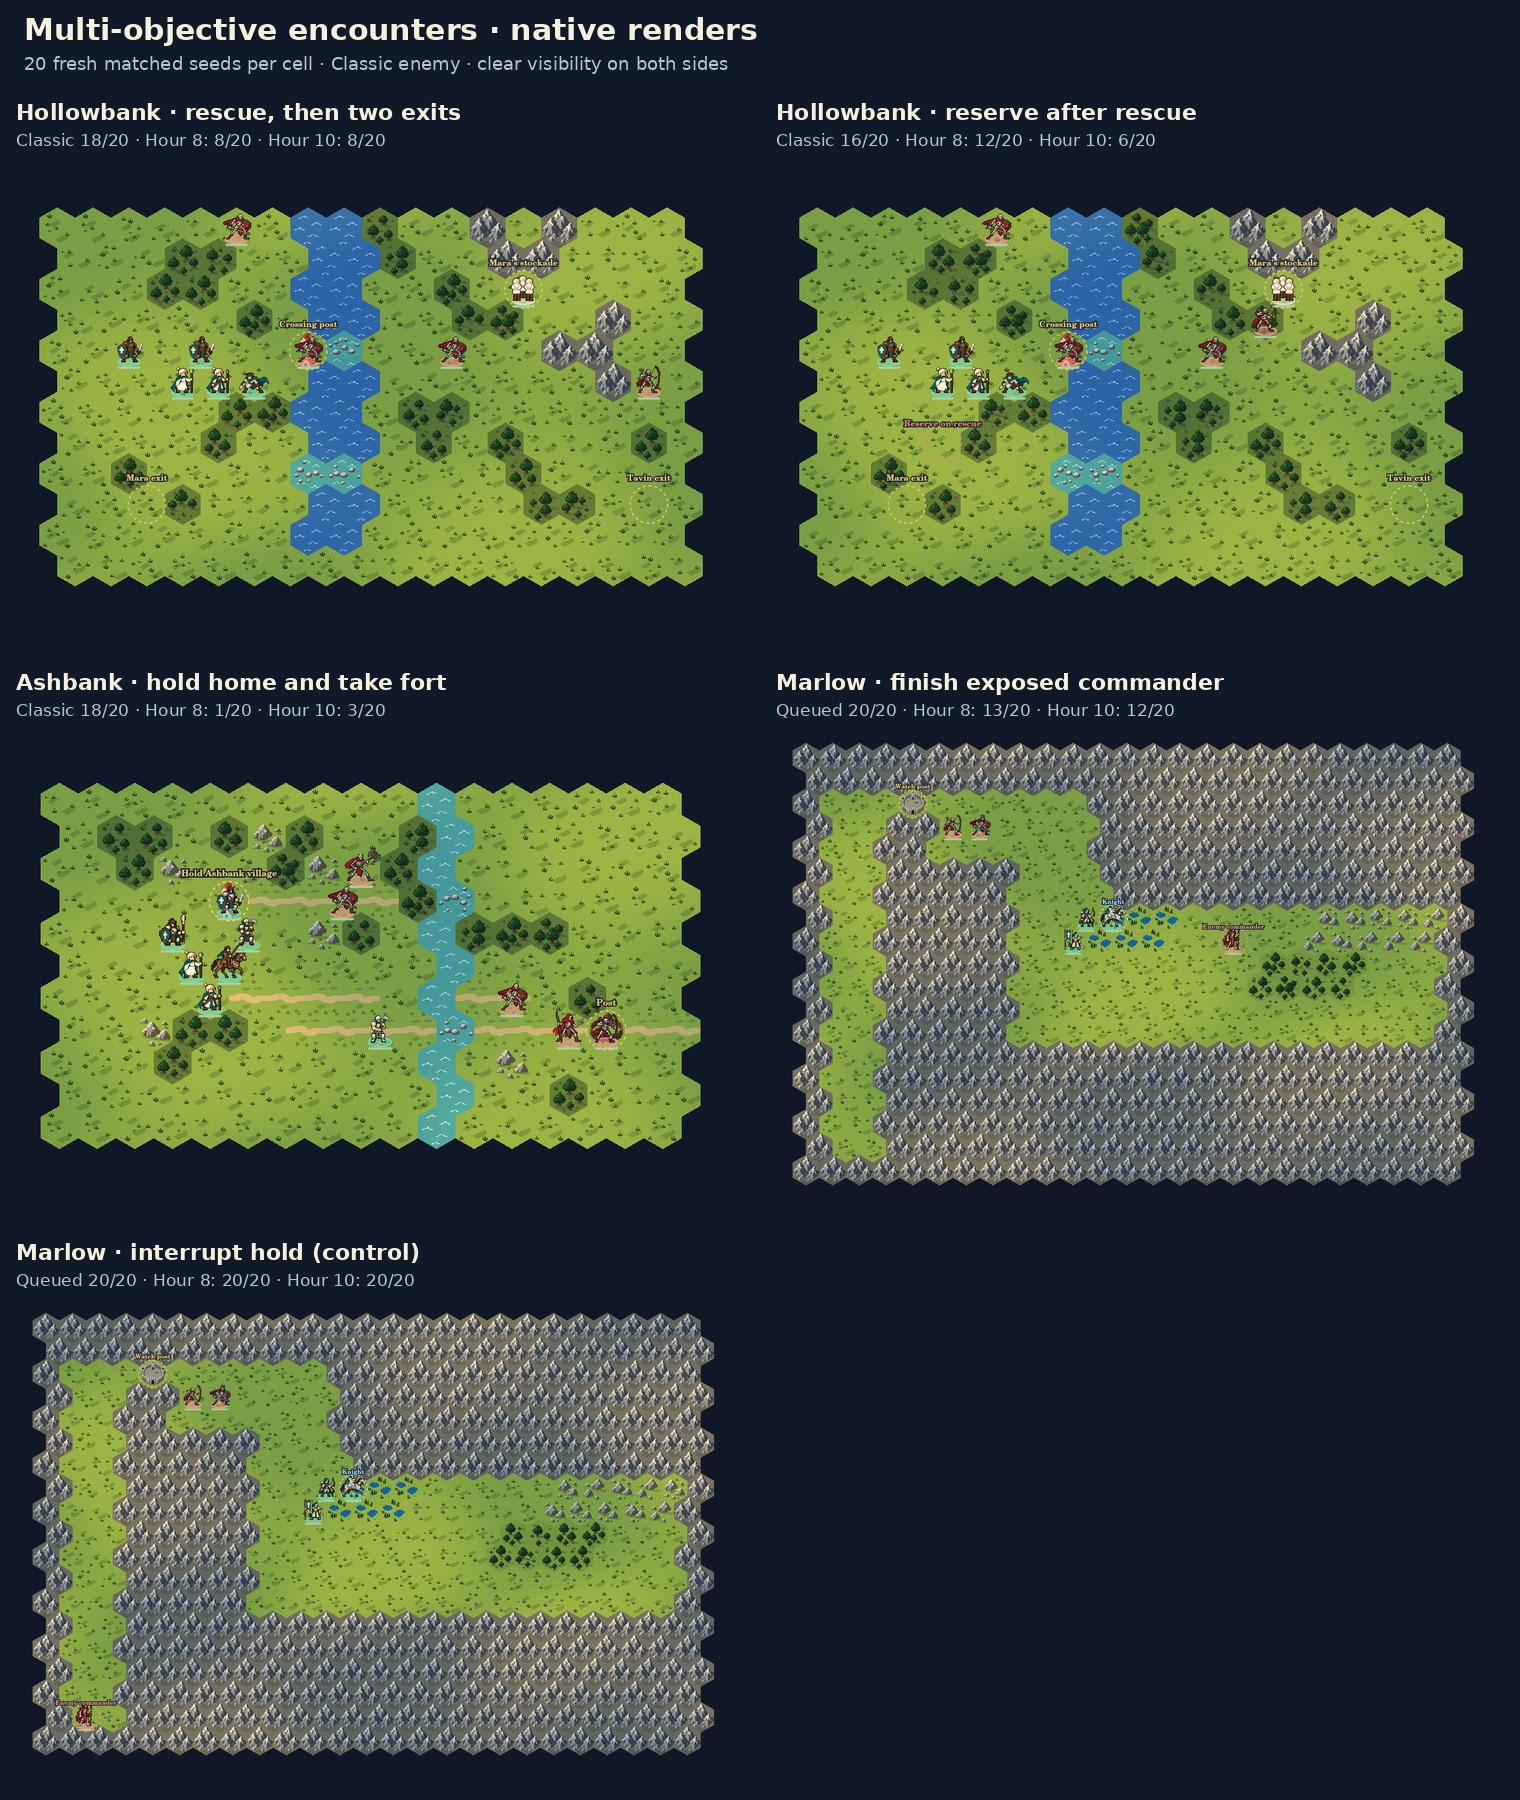 Multi-objective encounters · native renders
20 fresh matched seeds per cell · Classic enemy · clear visibility on both sides
Hollowbank · rescue, then two exits
Classic 18/20 · Hour 8: 8/20 · Hour 10: 8/20
Mara's stockade
Crossing post
Mara exit
Tavin exit
Hollowbank · reserve after rescue
Classic 16/20 · Hour 8: 12/20 · Hour 10: 6/20
Mara's stockade
Crossing post
Reserve on rescue
Mara exit
Tavin exit
Ashbank · hold home and take fort
Classic 18/20 · Hour 8: 1/20 · Hour 10: 3/20
Hold Ashbank village
Post
Marlow · finish exposed commander
Queued 20/20 · Hour 8: 13/20 · Hour 10: 12/20
Watch post
Knight
Enemy commander
Marlow · interrupt hold (control)
Queued 20/20 · Hour 8: 20/20 · Hour 10: 20/20
Watch post
Knight
Enemy commander